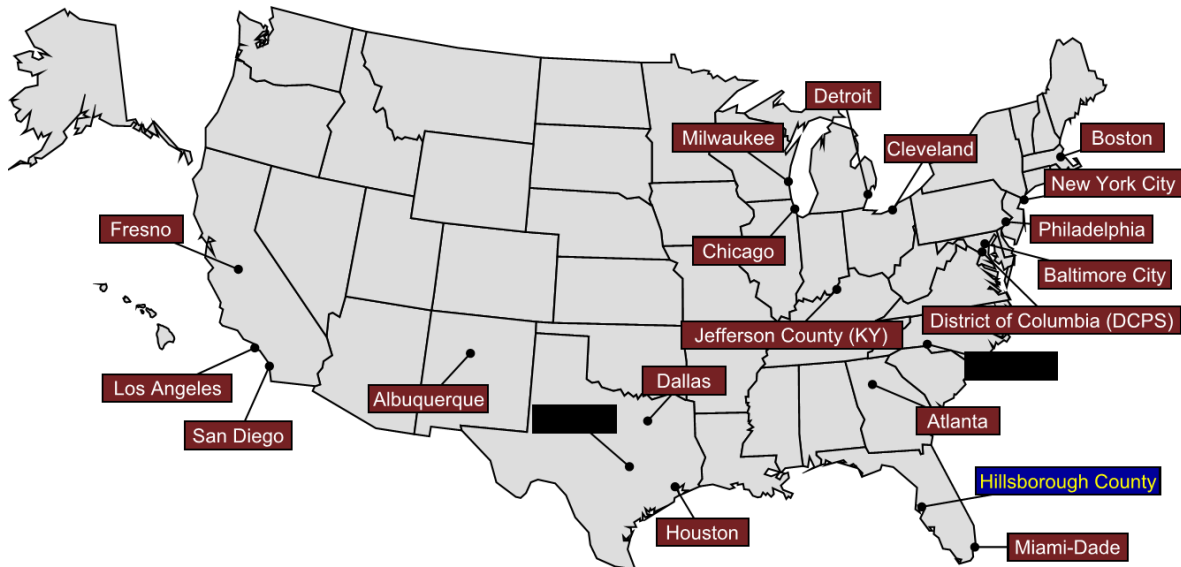 Detroit
Milwaukee
Cleveland
Boston
New York City
Fresno
Chicago
Philadelphia
Baltimore City
District of Columbia (DCPS)
Jefferson County (KY)
Los Angeles
Albuquerque
Dallas
San Diego
Atlanta
Hillsborough County
Houston
Miami-Dade